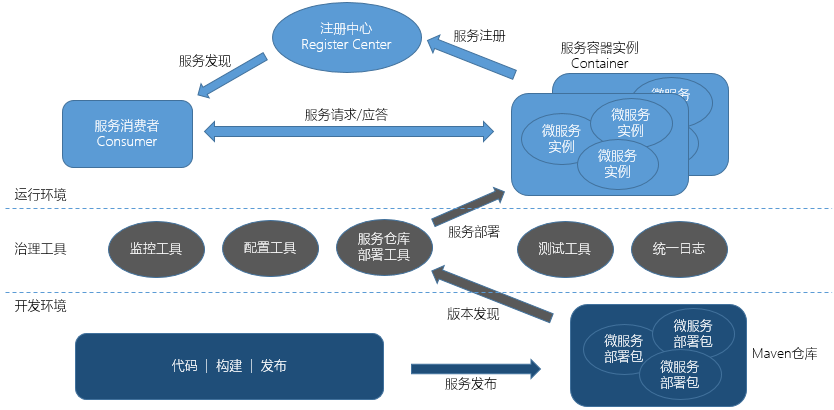 注册中心
Register Center
服务发现
服务注册
服务容器实例
Container
服务消费者
Consumer
服务请求/应答
微服务
微服务
实例
微服务
实例
微服务
实例
运行环境
治理工具
监控工具
配置工具
服务仓库
部署工具
服务部署
测试工具
统一日志
开发环境
版本发现
代码 | 构建 | 发布
服务发布
微服务
部署包
微服务
部署包
微服务
部署包
Maven仓库